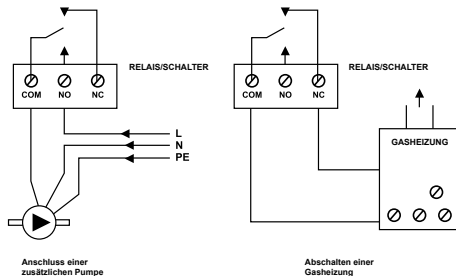 RELAIS/SCHALTER
COM NO NC
L
N
PE
Anschluss einer
zusätzlichen Pumpe
RELAIS/SCHALTER
COM NO NC
GASHEIZUNG
Abschalten einer
Gasheizung